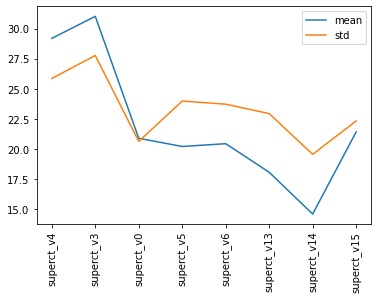 mean
std
30.0
27.5
25.0
22.5
20.0
17.5
15.0
superct_v4
superct_v3
superct_v0
superct_v5
superct_v6
superct_v13
superct_v14
superct_v15